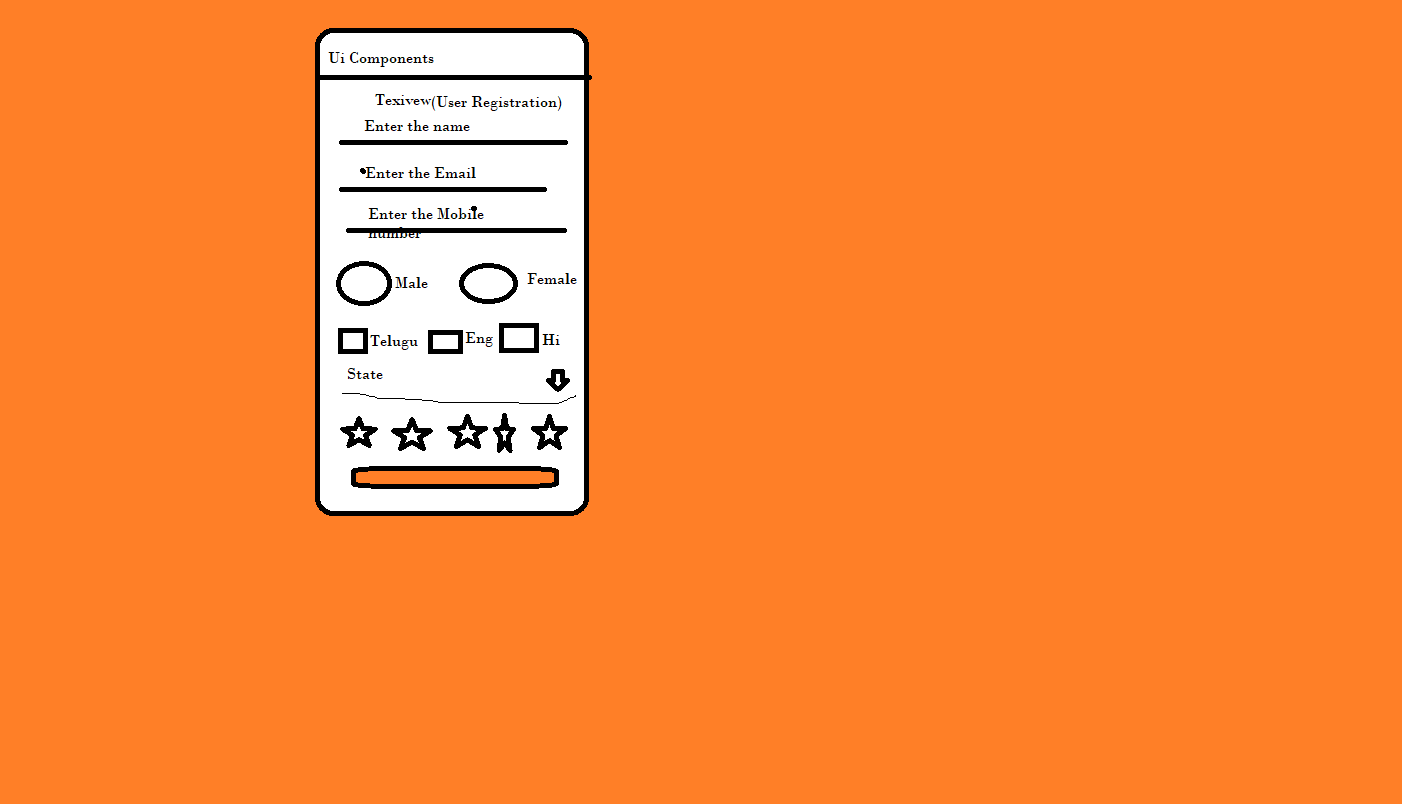 Ui Components
Texivew(User Registration)
Enter the name
Enter the Email
Enter the Mobile
number
Male Female
Telugu Eng Hi
State